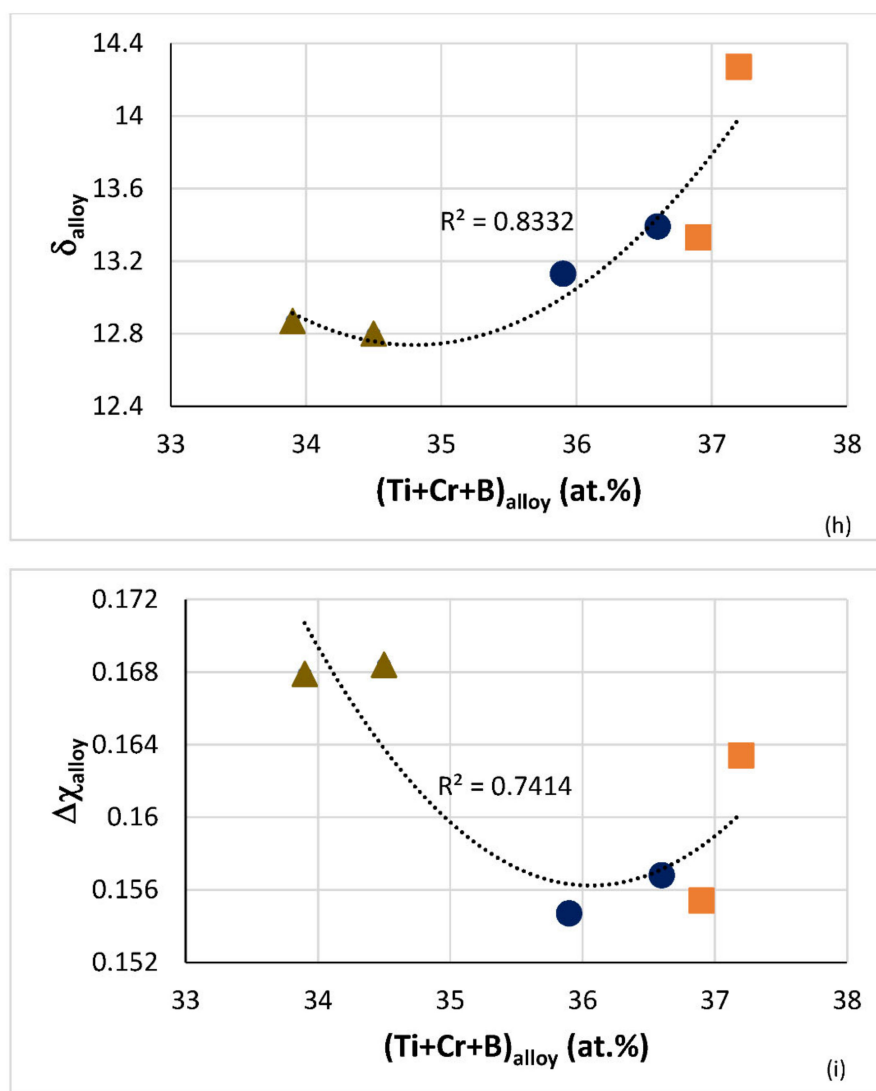 14.4
14
13.6
13.2
12.8
12.4
δalloy
R² = 0.8332
33 34 35 36 37 38
(Ti+Cr+B)alloy (at.%)
(h)
0.172
0.168
0.164
0.16
0.156
0.152
Δχalloy
R² = 0.7414
33 34 35 36 37 38
(Ti+Cr+B)alloy (at.%)
(i)